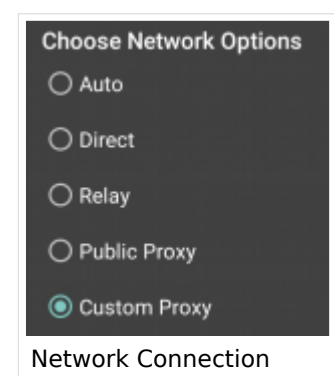 Choose Network Options
Auto
Direct
Relay
Public Proxy
Custom Proxy
Network Connection